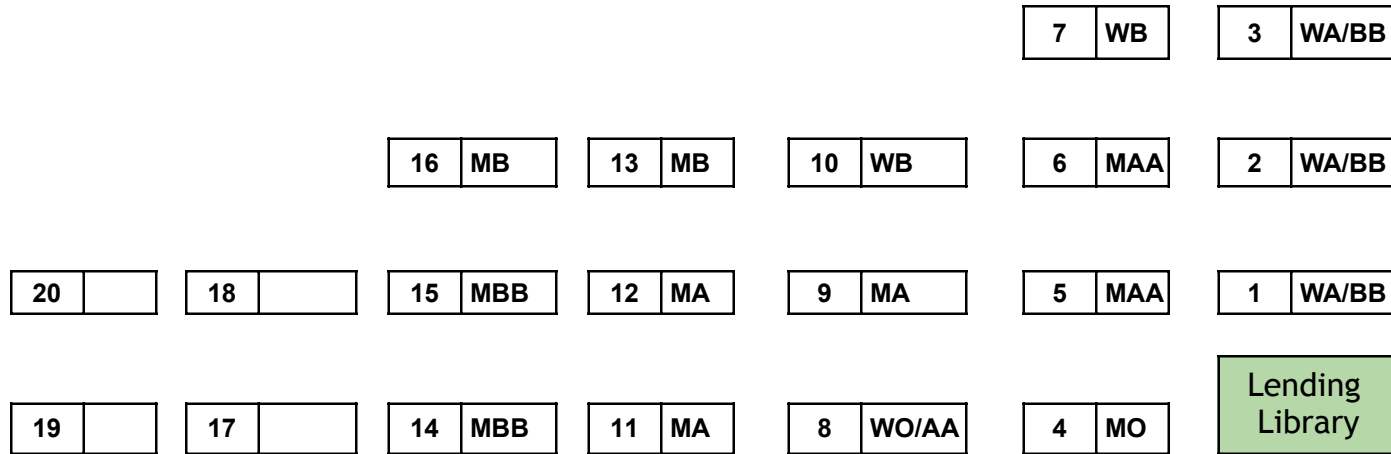 7 WB 3 WA/BB
16 MB 13 MB 10 WB 6 MAA 2 WA/BB
20 18 15 MBB 12 MA 9 MA 5 MAA 1 WA/BB
19 17 14 MBB 11 MA 8 WO/AA 4 MO Lending
Library